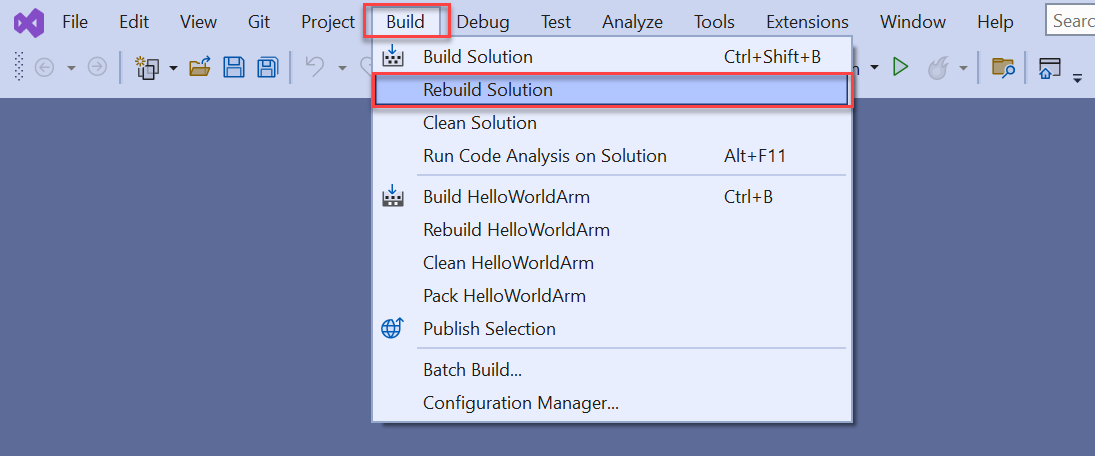 File View Git Project Build Debug Test Analyze Tools Extensions Window Help Searc
Build Solution Ctrl+Shift+B
Rebuild Solution
Clean Solution
Run Code Analysis on Solution Alt+F11
Build HelloWorldArm Ctrl+B
Rebuild HelloWorldArm
Clean HelloWorldArm
Pack HelloWorldArm
Publish Selection
Batch Build...
Configuration Manager...